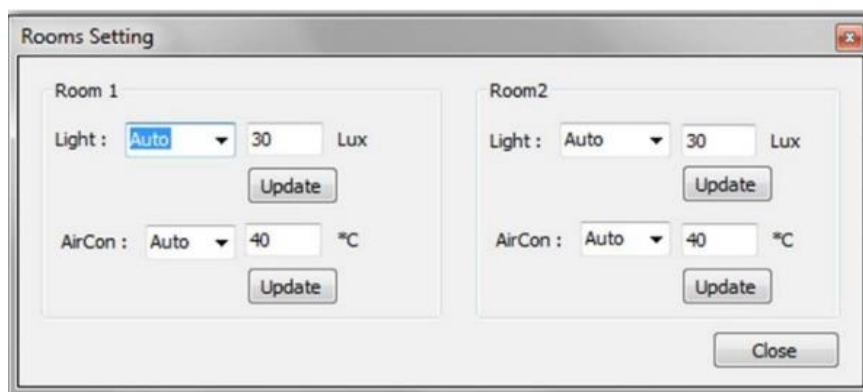 Rooms Setting
Room 1
Light : Auto 30 Lux
Update
AirCon : Auto 40 *C
Update
Room2
Light : Auto 30 Lux
Update
AirCon : Auto 40 *C
Update
Close